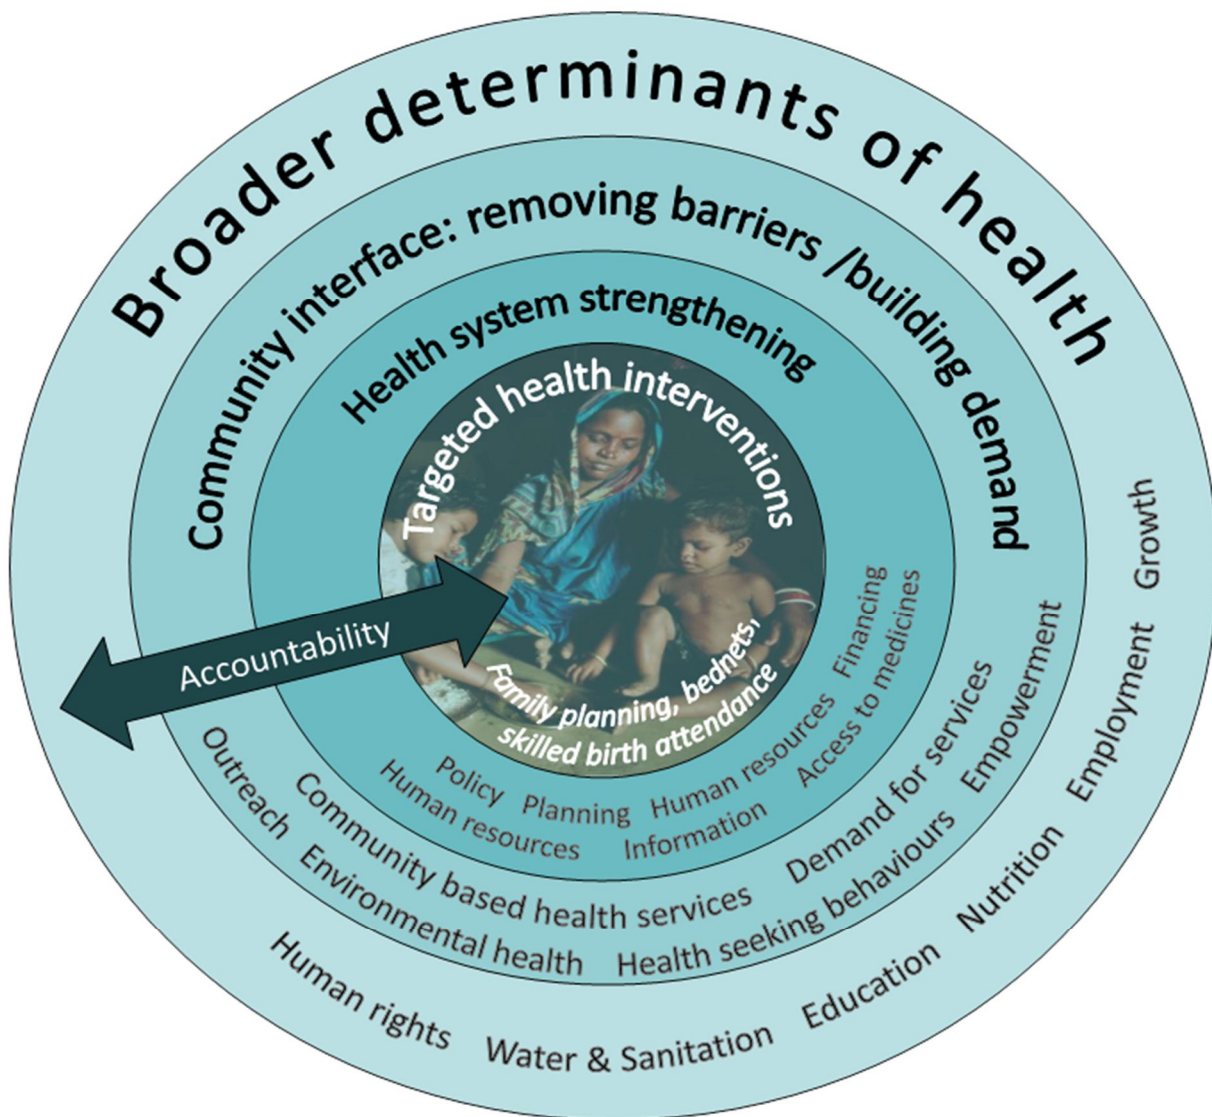 Broader determinants of health
Community interface: removing barriers /building demand
Health system strengthening
Targeted health interventions
Family planning, bednets,
skilled birth attendance
Accountability
Policy Planning Human resources Financing
Human resources Information Access to medicines
Community based health services Demand for services
Outreach Environmental health Health seeking behaviours Empowerment
Human rights Water & Sanitation Education Nutrition Employment Growth